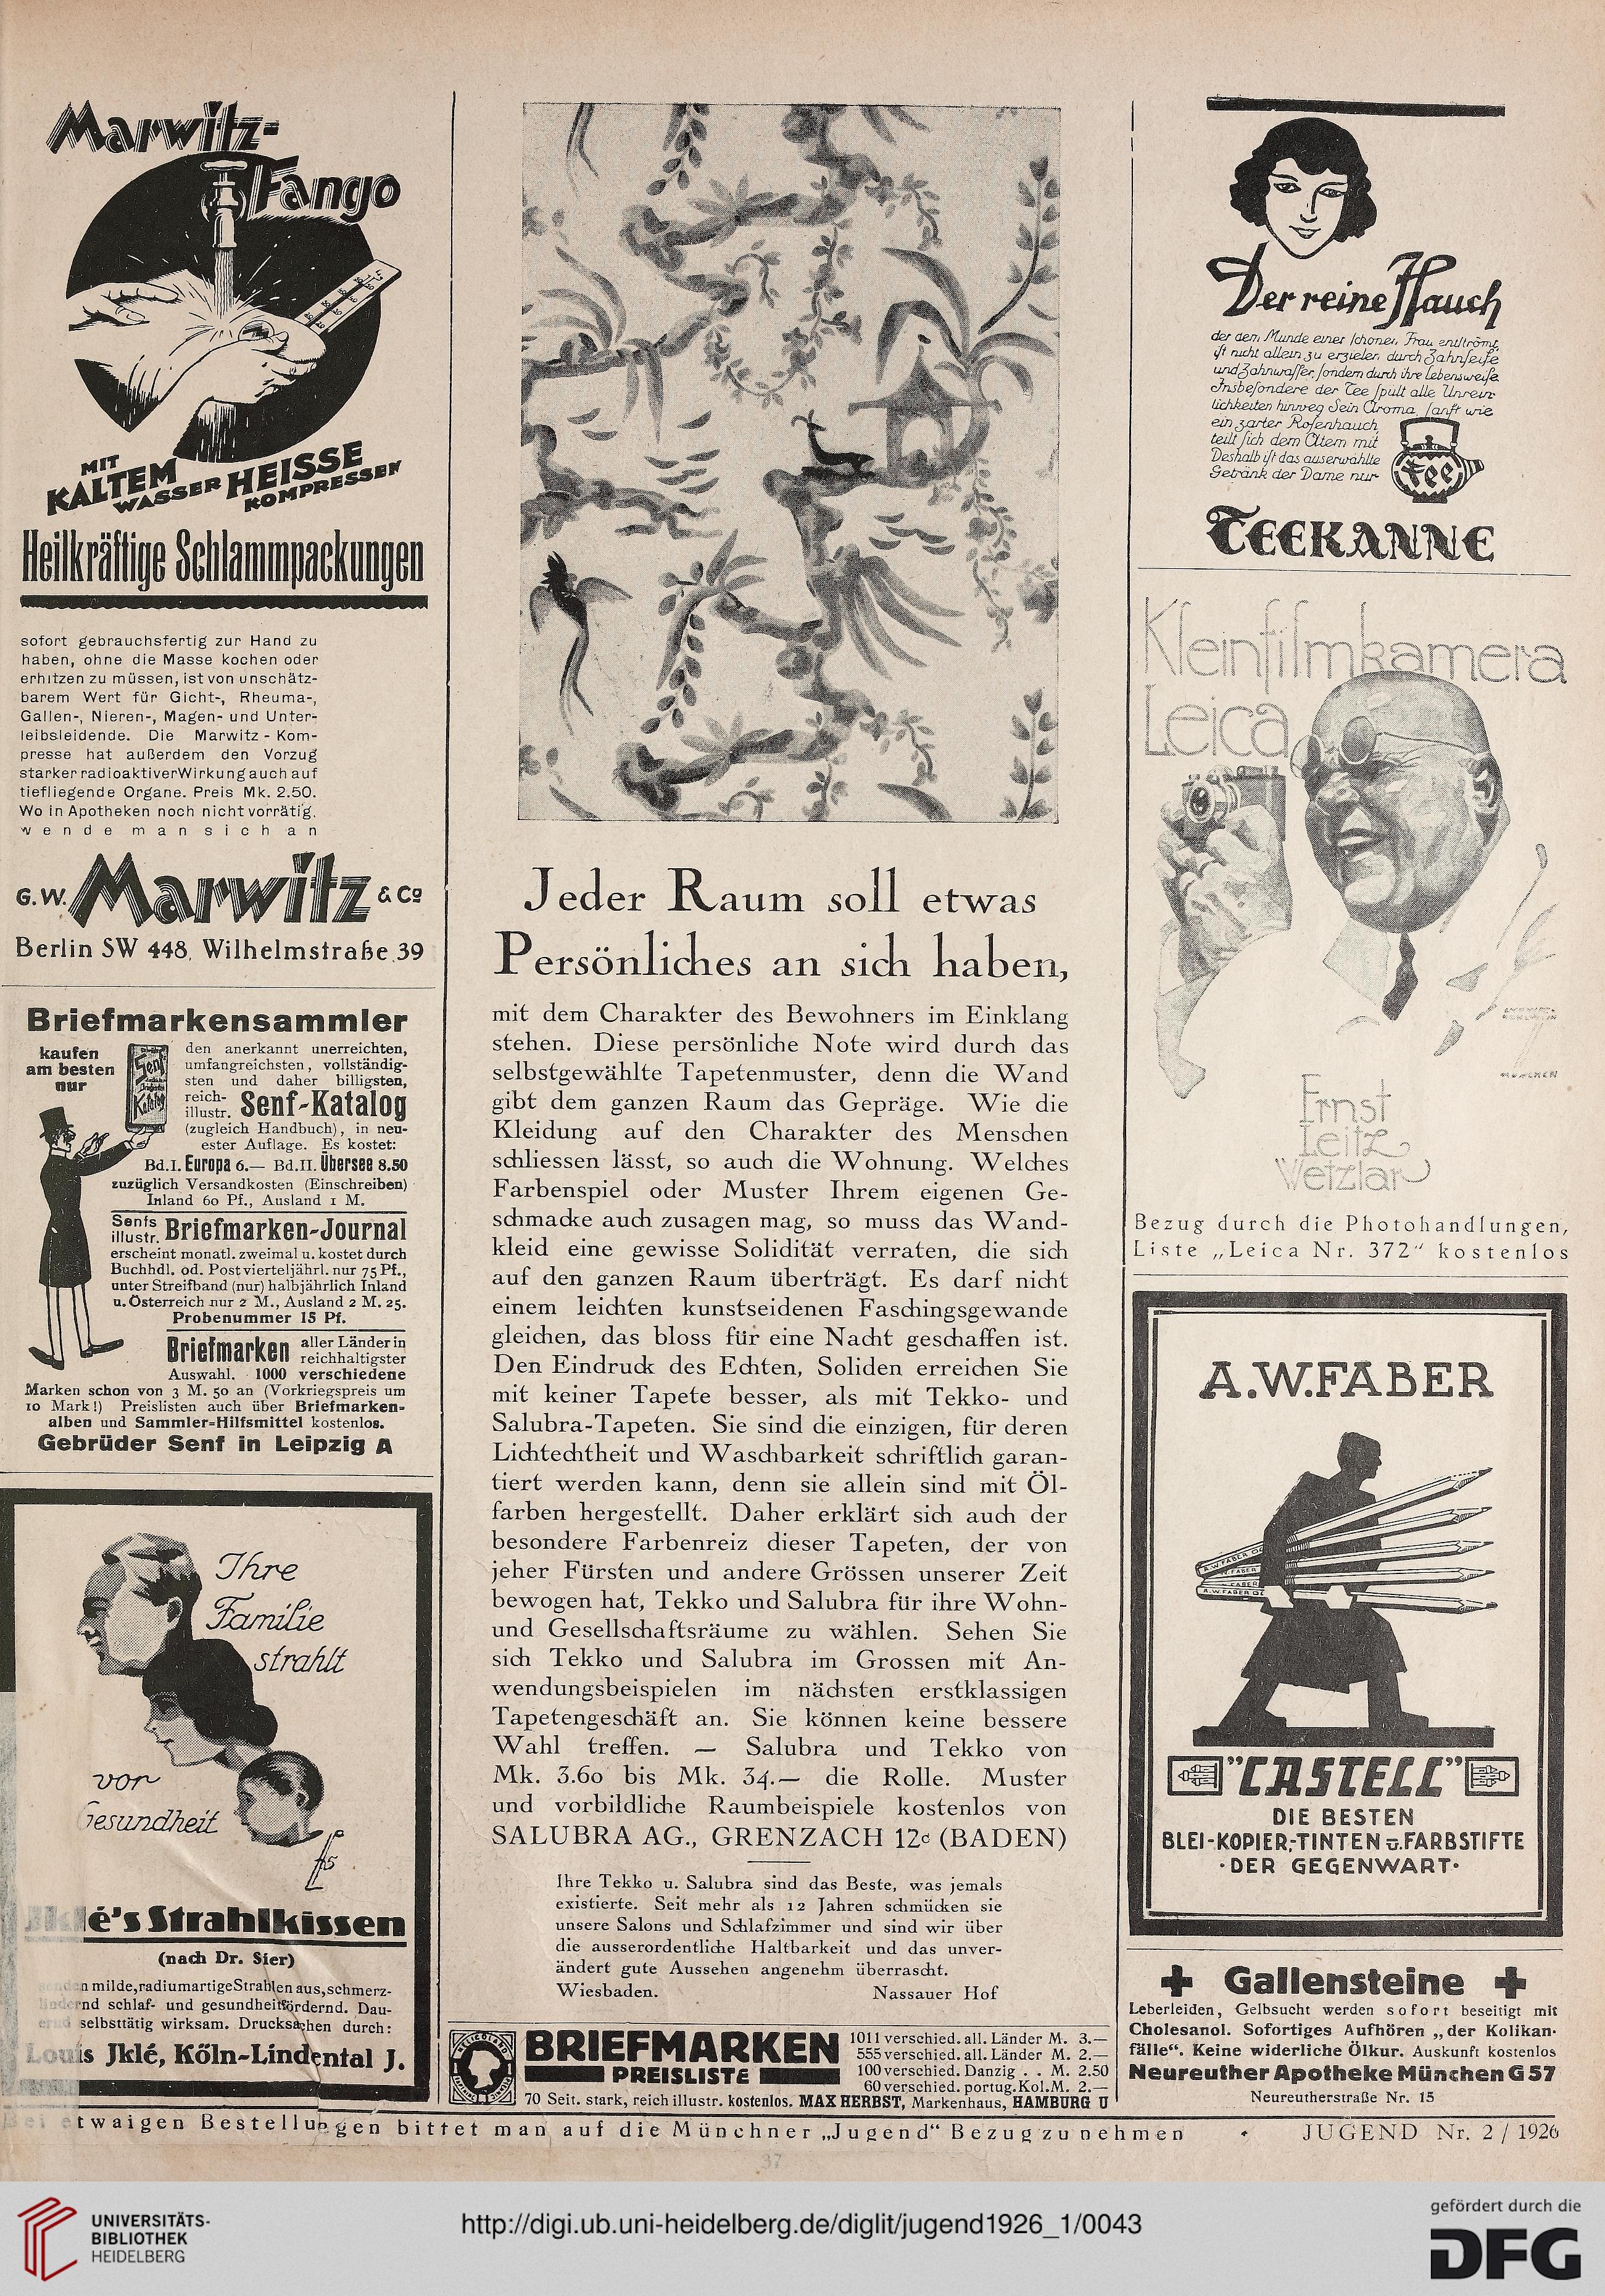 Marwitz-
Fango
MIT
KALTEM
WASSER HEISSE
KOMPRESSEN
Heilkräftige Schlammpackungen
sofort gebrauchsfertig zur Hand zu
haben, ohne die Masse kochen oder
erhitzen zu müssen, ist von unschätz-
barem Wert für Gicht-, Rheuma-,
Gallen-, Nieren-, Magen- und Unter-
leibsleidende. Die Marwitz-Kom-
presse hat außerdem den Vorzug
starker radioaktiver Wirkung auch auf
tiefliegende Organe. Preis Mk. 2.50.
Wo in Apotheken noch nicht vorrätig,
wende man sich an
G.W. Marwitz & Co
Berlin SW 448, Wilhelmstraße 39
Briefmarkensammler
kaufen
am besten
nur
Senf
Katalog
den anerkannt unerreichten,
umfangreichsten, vollständig-
sten und daher billigsten,
reich-
illustr. Senf-Katalog
(zugleich Handbuch), in neu-
ester Auflage. Es kostet:
Bd.I. Europa 6.— Bd.II. Übersee 8.50
zuzüglich Versandkosten (Einschreiben)
Inland 60 Pf., Ausland 1 M.
Senfs
illustr. Briefmarken-Journal
erscheint monatl. zweimal u. kostet durch
Buchhdl. od. Post vierteljährl. nur 75 Pf.,
unter Streifband (nur) halbjährlich Inland
u. Österreich nur 2 M., Ausland 2 M. 25.
Probenummer 15 Pf.
Briefmarken aller Länder in
reichhaltigster
Auswahl. 1000 verschiedene
Marken schon von 3 M. 50 an (Vorkriegspreis um
10 Mark!) Preislisten auch über Briefmarken-
alben und Sammler-Hilfsmittel kostenlos.
Gebrüder Senf in Leipzig A
Ihre
Familie
strahlt
vor
Gesundheit
Jklé's Strahlkissen
(nach Dr. Sier)
senden milde, radiumartige Strahlen aus, schmerz-
lindernd schlaf- und gesundheitfördernd. Dau-
ernd selbsttätig wirksam. Drucksachen durch:
Louis Jklé, Köln-Lindental J.
Jeder Raum soll etwas
Persönliches an sich haben,
mit dem Charakter des Bewohners im Einklang
stehen. Diese persönliche Note wird durch das
selbstgewählte Tapetenmuster, denn die Wand
gibt dem ganzen Raum das Gepräge. Wie die
Kleidung auf den Charakter des Menschen
schliessen lässt, so auch die Wohnung. Welches
Farbenspiel oder Muster Ihrem eigenen Ge-
schmacke auch zusagen mag, so muss das Wand-
kleid eine gewisse Solidität verraten, die sich
auf den ganzen Raum überträgt. Es darf nicht
einem leichten kunstseidenen Faschingsgewande
gleichen, das bloss für eine Nacht geschaffen ist.
Den Eindruck des Echten, Soliden erreichen Sie
mit keiner Tapete besser, als mit Tekko- und
Salubra-Tapeten. Sie sind die einzigen, für deren
Lichtechtheit und Waschbarkeit schriftlich garan-
tiert werden kann, denn sie allein sind mit Öl-
farben hergestellt. Daher erklärt sich auch der
besondere Farbenreiz dieser Tapeten, der von
jeher Fürsten und andere Grössen unserer Zeit
bewogen hat, Tekko und Salubra für ihre Wohn-
und Gesellschaftsräume zu wählen. Sehen Sie
sich Tekko und Salubra im Grossen mit An-
wendungsbeispielen im nächsten erstklassigen
Tapetengeschäft an. Sie können keine bessere
Wahl treffen. — Salubra und Tekko von
Mk. 3.60 bis Mk. 34.— die Rolle. Muster
und vorbildliche Raumbeispiele kostenlos von
SALUBRA AG., GRENZACH 12c (BADEN)
Ihre Tekko u. Salubra sind das Beste, was jemals
existierte. Seit mehr als 12 Jahren schmücken sie
unsere Salons und Schlafzimmer und sind wir über
die ausserordentliche Haltbarkeit und das unver-
ändert gute Aussehen angenehm überrascht.
Wiesbaden. Nassauer Hof
HELIGOLAND
BRIEFMARKEN
PREISLISTE
1011 verschied. all. Länder M. 3.—
555 verschied. all. Länder M. 2.—
100 verschied. Danzig . . M. 2.50
60 verschied. portug. Kol. M. 2.—
70 Seit. stark, reich illustr. kostenlos. MAX HERBST, Markenhaus, HAMBURG U
Der reine Hauch
der dem Munde einer schonen Frau entströmt,
ist nicht allein zu erzielen durch Zahnseife
und Zahnwasser, sondern durch ihre Lebensweise.
Insbesondere der Tee spült alle Unrein-
lichkeiten hinweg Sein Aroma, sanft wie
ein zarter Rosenhauch,
teilt sich dem Atem mit
Deshalb ist das auserwählte
Getränk der Dame nur
Tee
TEEKANNE
Kleinfilmkamera
Leica
MÜNCHEN
Ernst
Leitz
Wetzlar
Bezug durch die Photohandlungen,
Liste „Leica Nr. 372" kostenlos
A.W.FABER
A.W.FABER
A.W.FABER
A.W.FABER
"CASTELL"
DIE BESTEN
BLEI-KOPIER-,TINTEN u. FARBSTIFTE
·DER GEGENWART·
✚ Gallensteine ✚
Leberleiden, Gelbsucht werden sofort beseitigt mit
Cholesanol. Sofortiges Aufhören „der Kolikan-
fälle“. Keine widerliche Ölkur. Auskunft kostenlos
Neureuther Apotheke München G 57
Neureutherstraße Nr. 15
Bei etwaigen Bestellungen bittet man auf die Münchner „Jugend“ Bezug zu nehmen • JUGEND Nr. 2 / 1926
37
UNIVERSITÄTS-
BIBLIOTHEK
HEIDELBERG
http://digi.ub.uni-heidelberg.de/diglit/jugend1926_1/0043
gefördert durch die
DFG